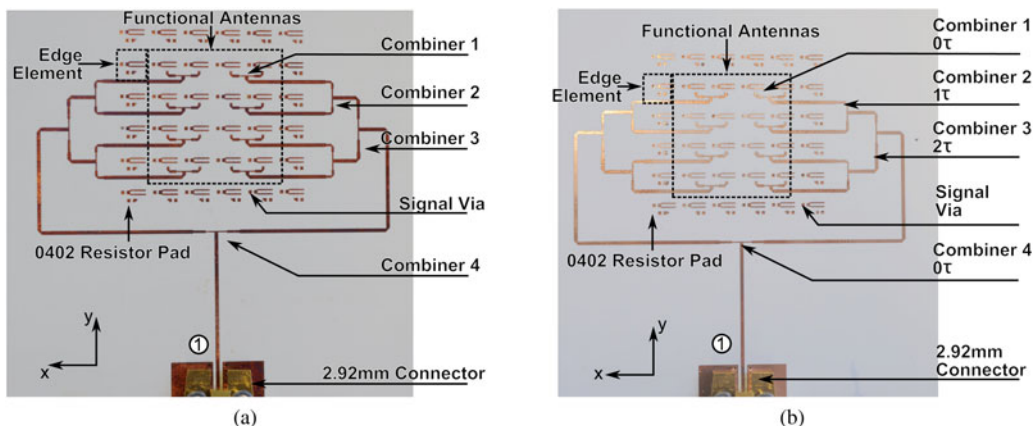 Functional Antennas
Edge
Element
Combiner 1
Combiner 2
Combiner 3
Signal Via
0402 Resistor Pad
Combiner 4
y
x
1
2.92mm Connector
(a)
Functional Antennas
Edge
Element
Combiner 1
0τ
Combiner 2
1τ
Combiner 3
2τ
Signal
Via
0402 Resistor Pad
Combiner 4
0τ
y
x
1
2.92mm
Connector
(b)